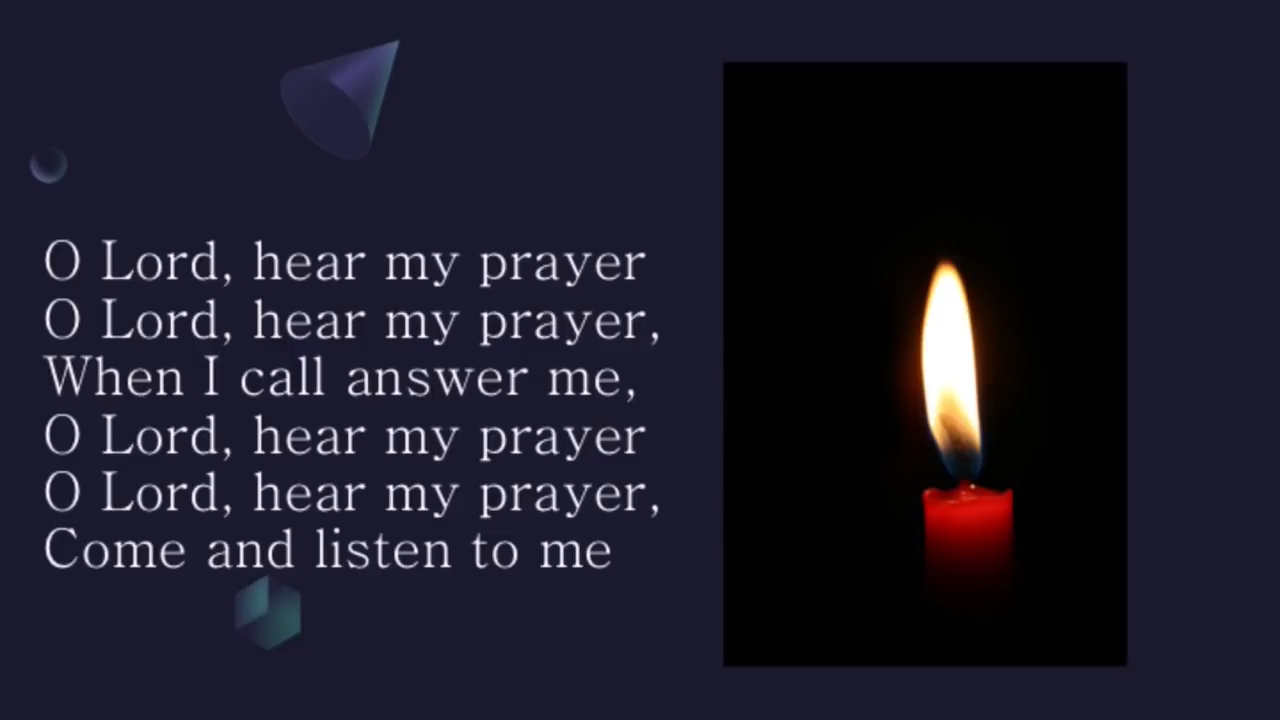 O Lord, hear my prayer
O Lord, hear my prayer,
When I call answer me,
O Lord, hear my prayer
O Lord, hear my prayer,
Come and listen to me